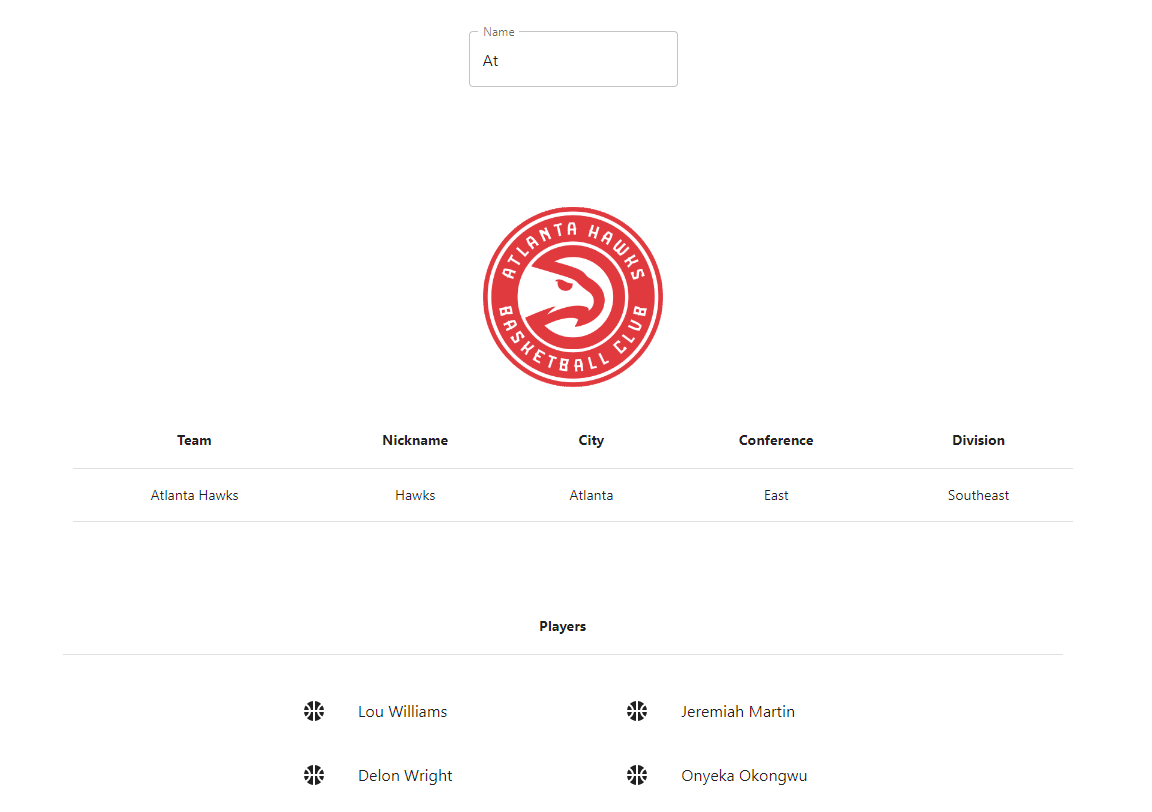 Name
At
ATLANTA HAWKS
BASKETBALL CLUB
Team Nickname City Conference Division
Atlanta Hawks Hawks Atlanta East Southeast
Players
Lou Williams Jeremiah Martin
Delon Wright Onyeka Okongwu